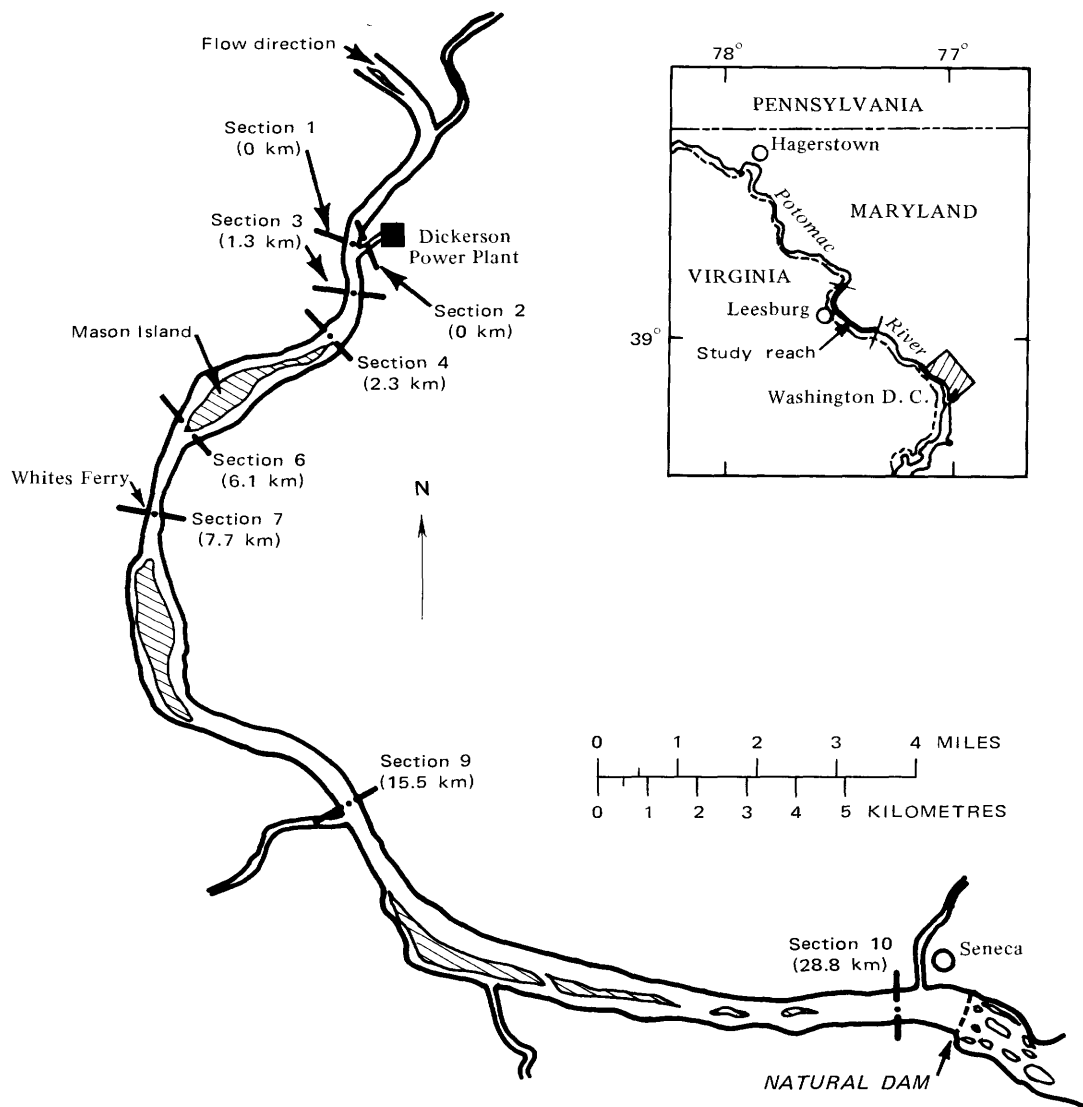 Flow direction
Section 1
(0 km)
Section 3
(1.3 km)
Dickerson
Power Plant
Section 2
(0 km)
Mason Island
Section 4
(2.3 km)
Section 6
(6.1 km)
Whites Ferry
Section 7
(7.7 km)
N
Section 9
(15.5 km)
Section 10
(28.8 km)
Seneca
NATURAL DAM
0 1 2 3 4 MILES
0 1 2 3 4 5 KILOMETRES
78° 77°
PENNSYLVANIA
Hagerstown
Potomac
MARYLAND
VIRGINIA
Leesburg
River
39°
Study reach
Washington D. C.